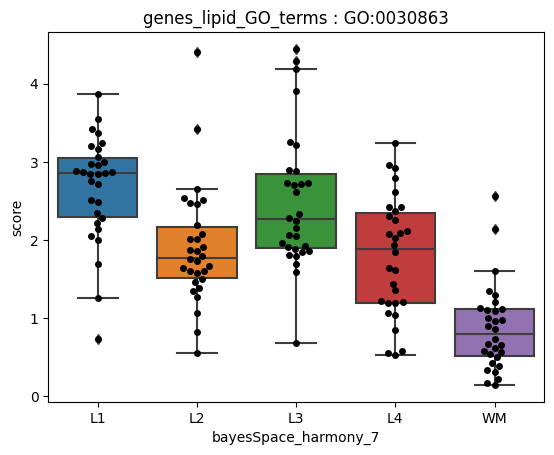 genes_lipid_GO_terms : GO:0030863
4
3
2
1
0
score
L1 L2 L3 L4 WM
bayesSpace_harmony_7